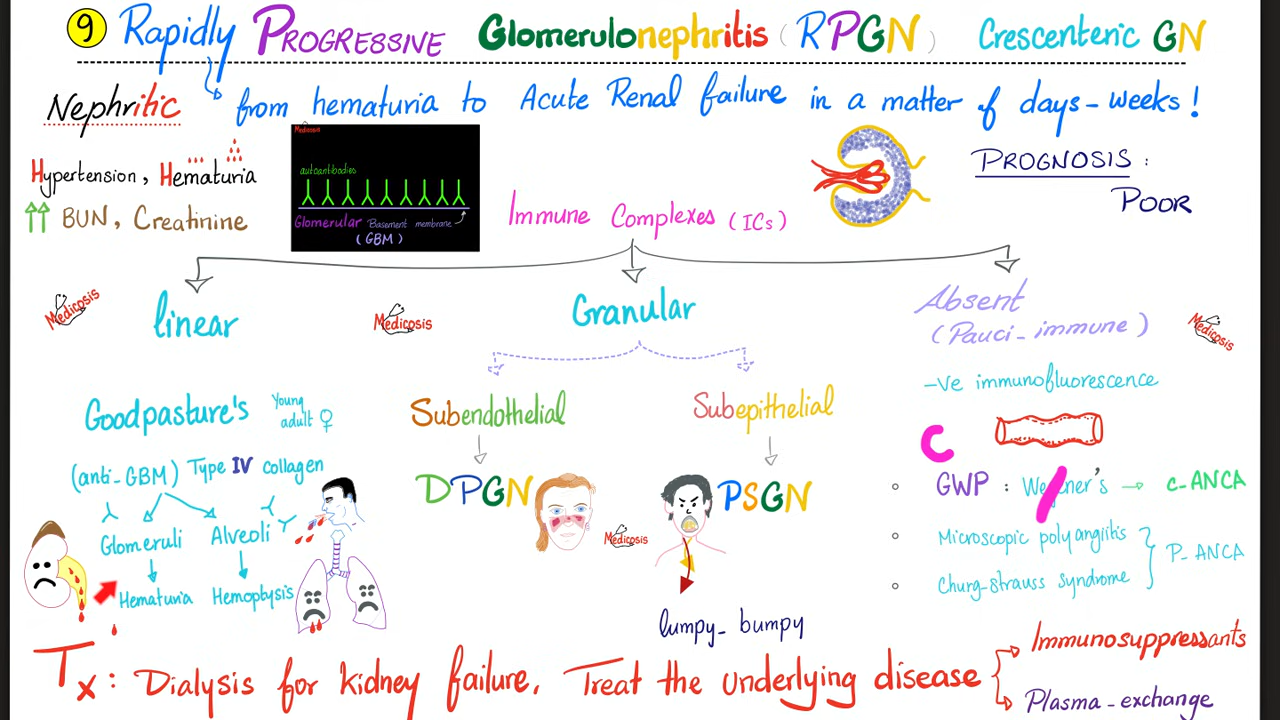 9 Rapidly PROGRESSIVE Glomerulonephritis (RPGN) Crescenteric GN
Nephritic from hematuria to Acute Renal failure in a matter of days-weeks!
Hypertension, Hematuria
BUN, Creatinine
Medicosis
autoantibodies
Glomerular Basement membrane
(GBM)
Immune Complexes (ICs)
PROGNOSIS :
POOR
linear
Granular
Absent
(Pauci-immune)
Medicosis
Medicosis
Medicosis
-ve immunofluorescence
Goodpasture's
Young
adult ♀
(anti-GBM) Type IV collagen
Glomeruli
Alveoli
Hematuria
Hemoptysis
Subendothelial
Subepithelial
DPGN
PSGN
Medicosis
lumpy-bumpy
C
GWP : Wegner's → C-ANCA
Microscopic polyangiitis
Churg-strauss syndrome
P-ANCA
Tx: Dialysis for kidney failure. Treat the underlying disease
Immunosuppressants
Plasma-exchange